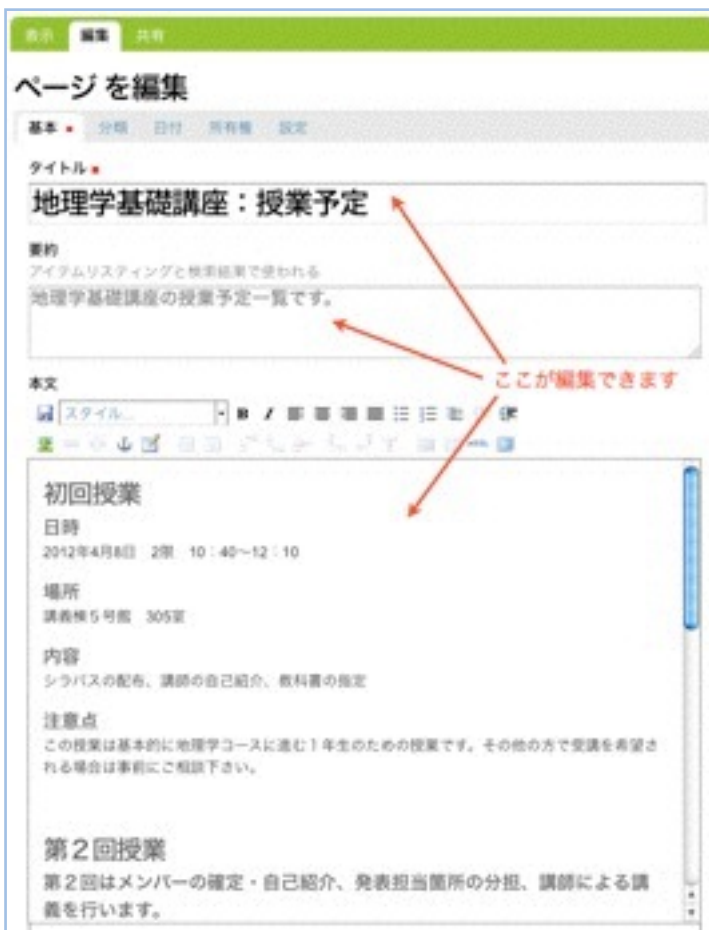 表示 編集 共有
ページ を編集
基本 分類 日付 所有権 設定
タイトル
地理学基礎講座：授業予定
要約
アイテムリスティングと検索結果で使われる
地理学基礎講座の授業予定一覧です。
ここが編集できます
本文
スタイル...
初回授業
日時
2012年4月8日 2限 10：40〜12：10
場所
講義棟５号館 305室
内容
シラバスの配布、講師の自己紹介、教科書の指定
注意点
この授業は基本的に地理学コースに進む１年生のための授業です。その他の方で受講を希望さ
れる場合は事前にご相談下さい。
第２回授業
第２回はメンバーの確定・自己紹介、発表担当箇所の分担、講師による講
義を行います。